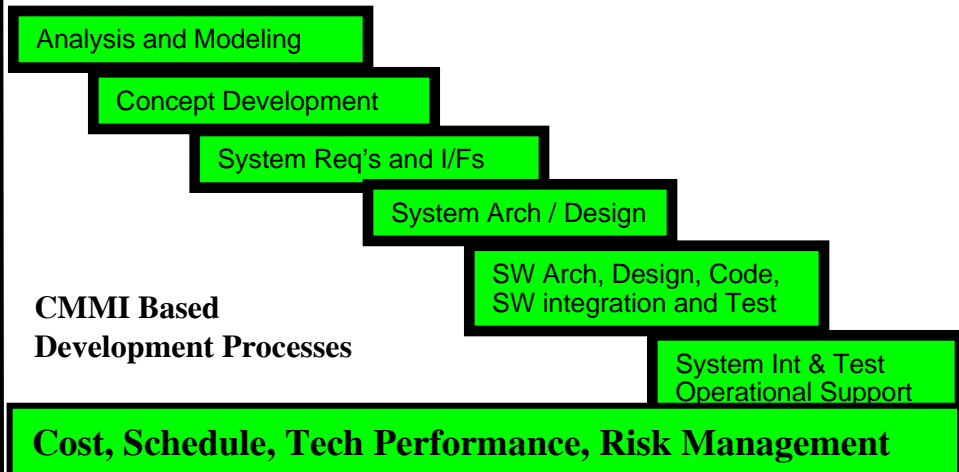 Analysis and Modeling
Concept Development
System Req's and I/Fs
System Arch / Design
SW Arch, Design, Code,
SW integration and Test
CMMI Based
Development Processes
System Int & Test
Operational Support
Cost, Schedule, Tech Performance, Risk Management